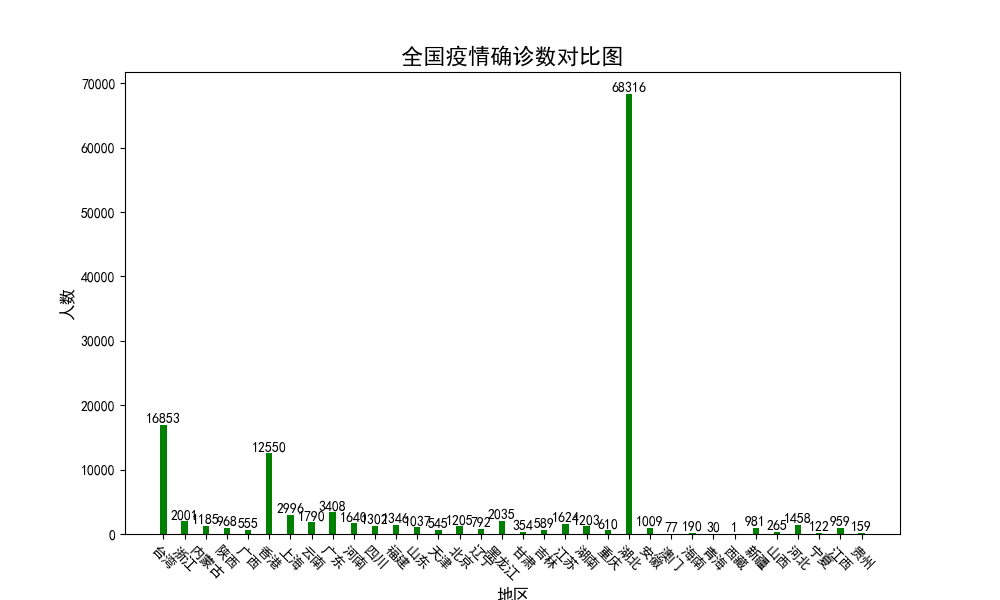 全国疫情确诊数对比图
人数
70000
60000
50000
40000
30000
20000
10000
0
16853
2001
1185
968
555
12550
2996
1790
3408
1640
1302
1346
1037
545
1205
792
2035
354
589
1624
1203
610
68316
1009
77
190
30
1
981
265
1458
122
959
159
台湾
浙江
内蒙古
陕西
广西
香港
上海
云南
广东
河南
四川
福建
山东
天津
北京
辽宁
黑龙江
甘肃
吉林
江苏
湖南
重庆
湖北
安徽
澳门
海南
青海
西藏
新疆
山西
河北
宁夏
江西
贵州
地区